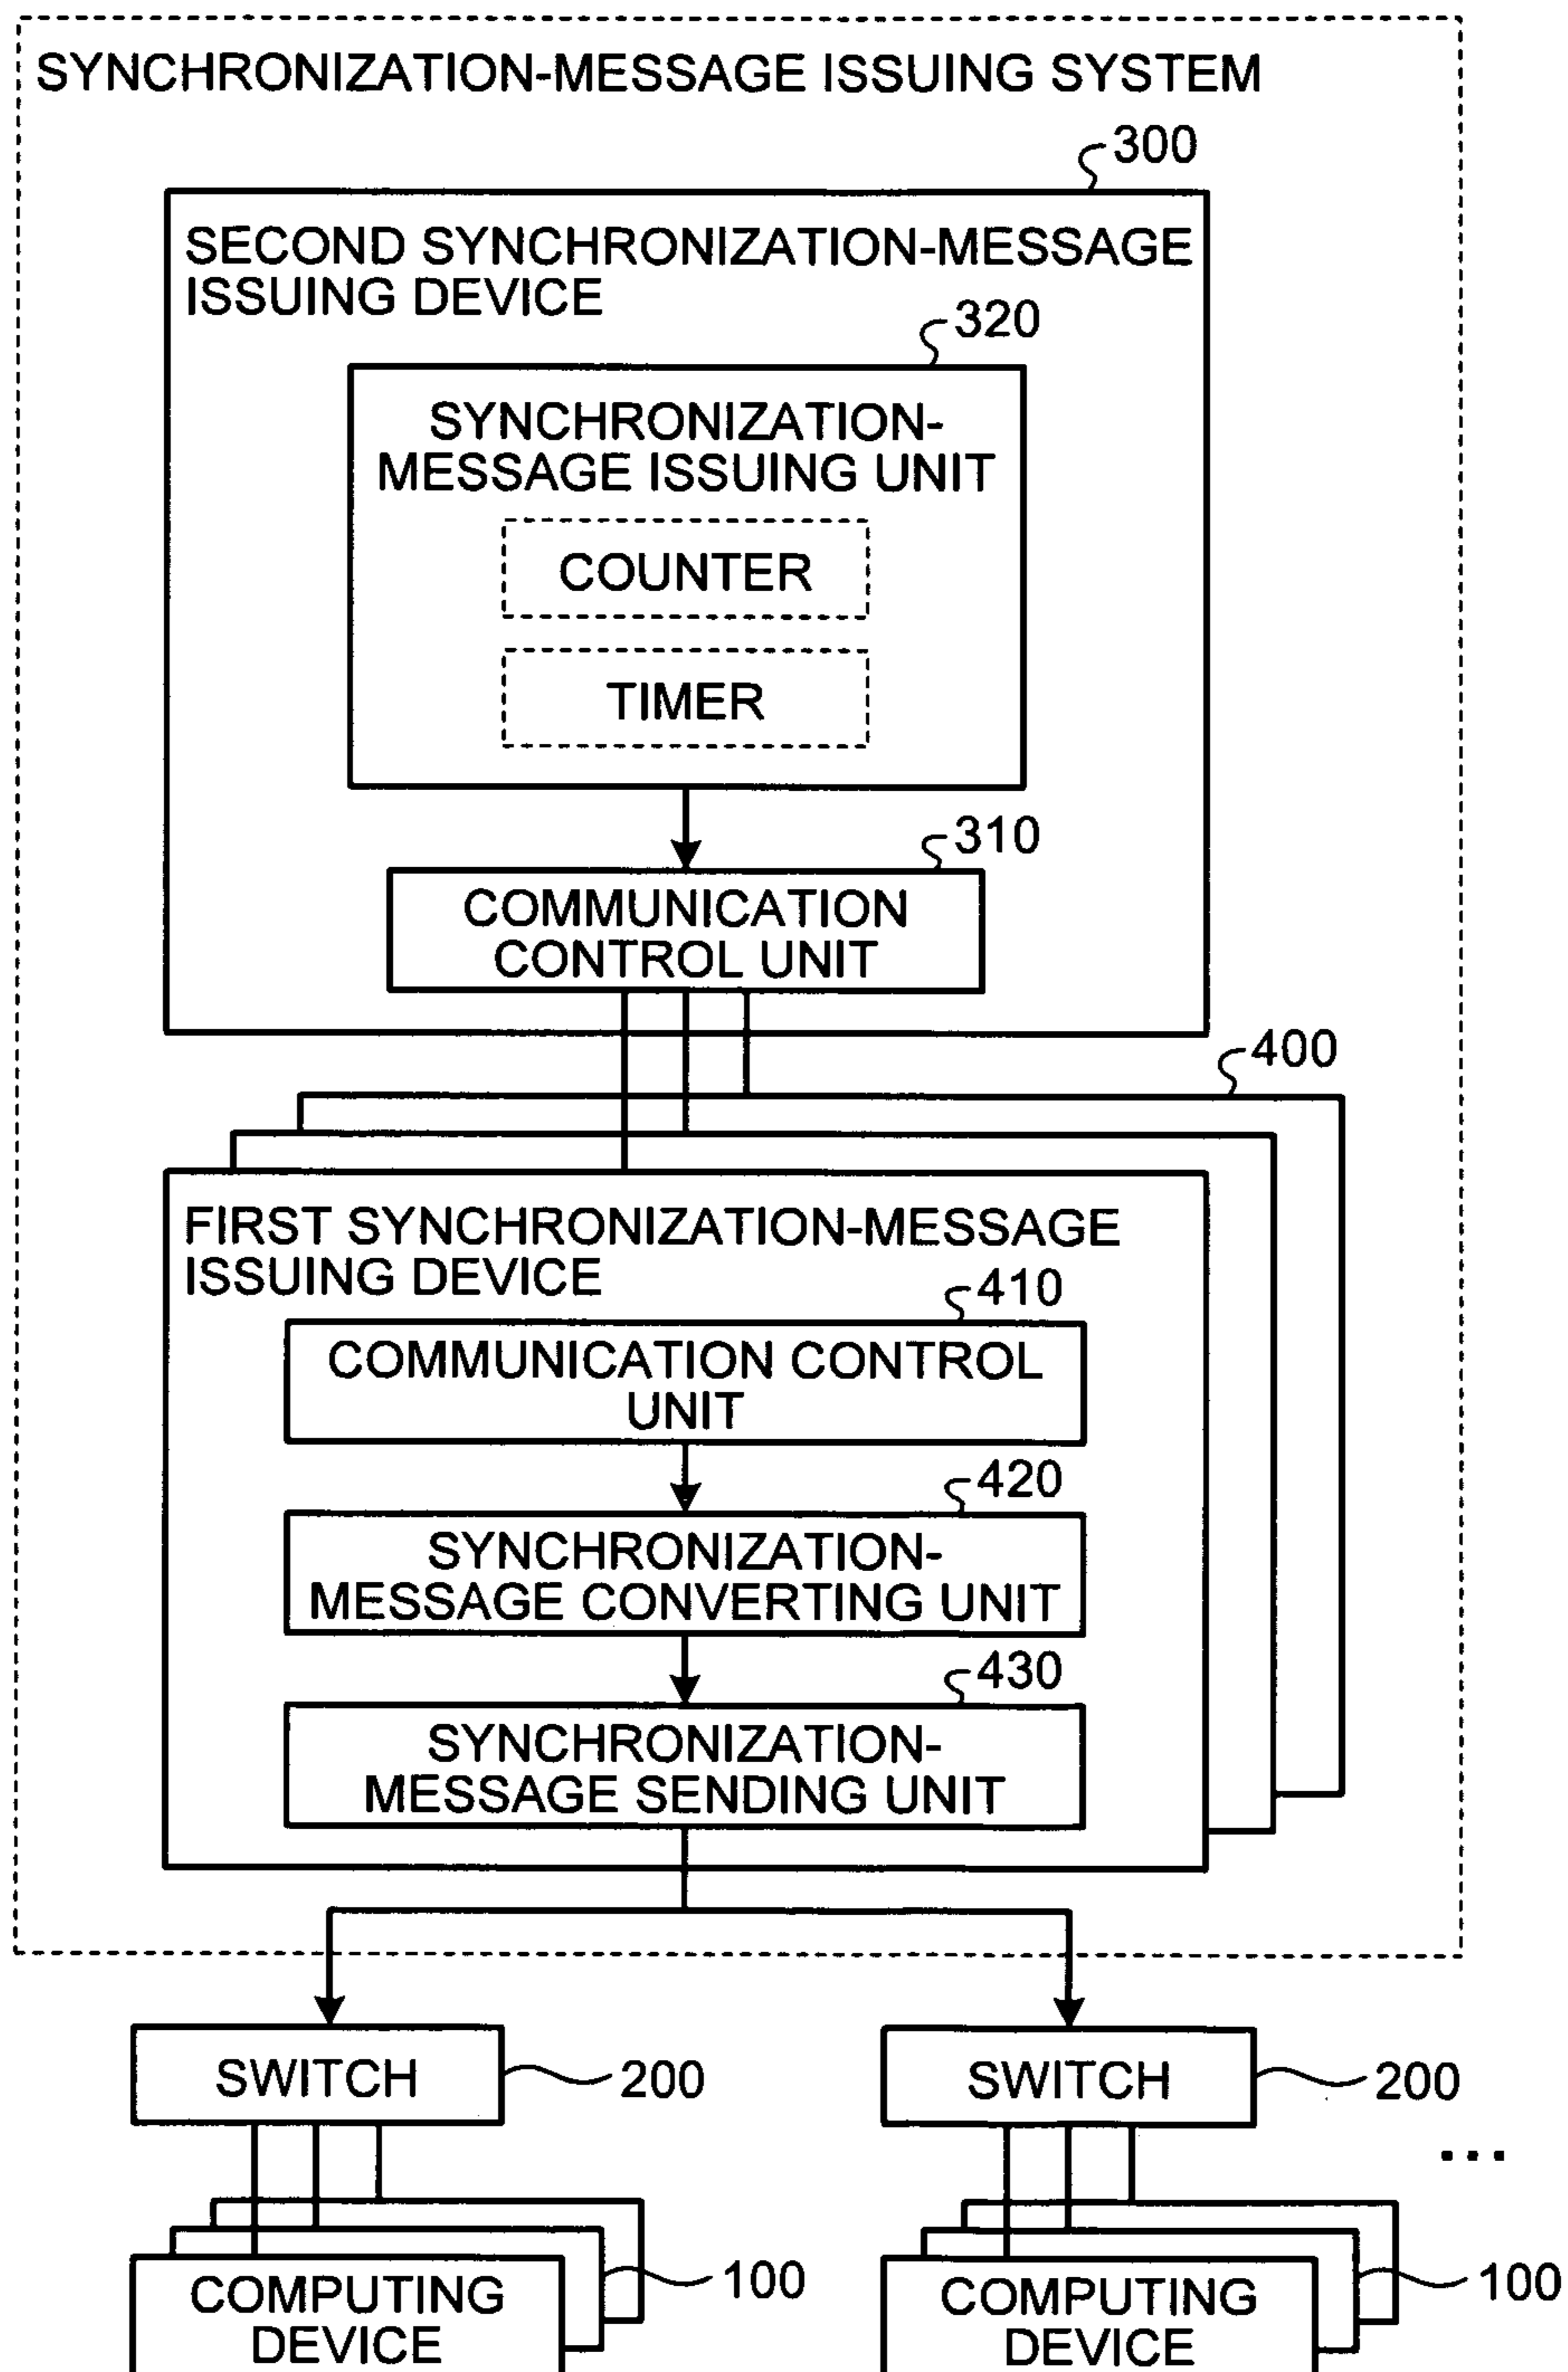 SYNCHRONIZATION-MESSAGE ISSUING SYSTEM
300
SECOND SYNCHRONIZATION-MESSAGE
ISSUING DEVICE
320
SYNCHRONIZATION-
MESSAGE ISSUING UNIT
COUNTER
TIMER
310
COMMUNICATION
CONTROL UNIT
400
FIRST SYNCHRONIZATION-MESSAGE
ISSUING DEVICE
410
COMMUNICATION CONTROL
UNIT
420
SYNCHRONIZATION-
MESSAGE CONVERTING UNIT
430
SYNCHRONIZATION-
MESSAGE SENDING UNIT
SWITCH
200
SWITCH
200
...
COMPUTING
DEVICE
100
COMPUTING
DEVICE
100